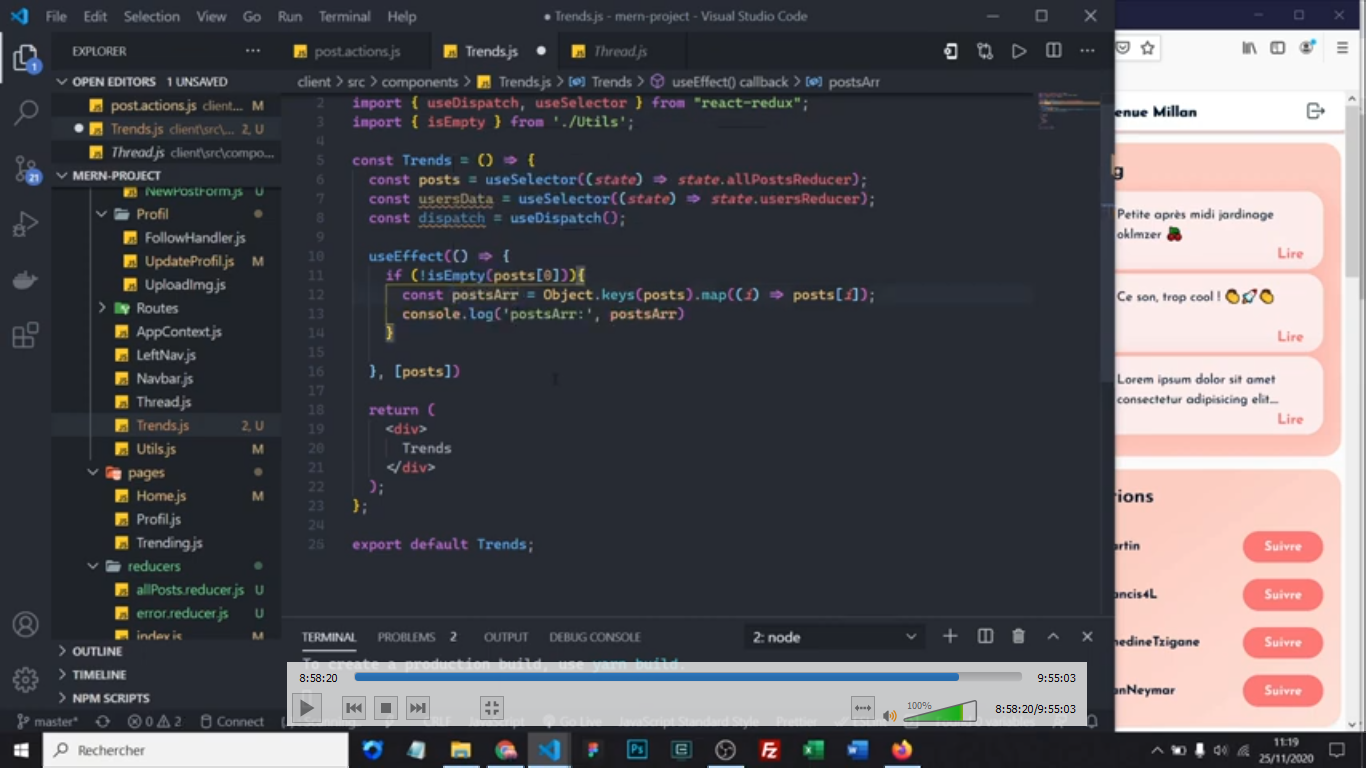 File Edit Selection View Go Run Terminal Help
● Trends.js - mern-project - Visual Studio Code
EXPLORER
OPEN EDITORS 1 UNSAVED
post.actions.js client... M
Trends.js client\src\... 2, U
Thread.js client\src\compo...
MERN-PROJECT
NewPostForm.js U
Profil
FollowHandler.js
UpdateProfil.js M
UploadImg.js
Routes
AppContext.js
LeftNav.js
Navbar.js
Thread.js
Trends.js 2, U
Utils.js M
pages
Home.js M
Profil.js
Trending.js
reducers
allPosts.reducer.js U
error.reducer.js U
index.js M
OUTLINE
TIMELINE
NPM SCRIPTS
post.actions.js Trends.js ● Thread.js
client > src > components > Trends.js > Trends > useEffect() callback > postsArr
2 import { useDispatch, useSelector } from "react-redux";
3 import { isEmpty } from './Utils';
4
5 const Trends = () => {
6 const posts = useSelector((state) => state.allPostsReducer);
7 const usersData = useSelector((state) => state.usersReducer);
8 const dispatch = useDispatch();
9
10 useEffect(() => {
11 if (!isEmpty(posts[0])){
12 const postsArr = Object.keys(posts).map((i) => posts[i]);
13 console.log('postsArr:', postsArr)
14 }
15
16 }, [posts])
17
18 return (
19 <div>
20 Trends
21 </div>
22 );
23 };
24
25
26 export default Trends;
TERMINAL PROBLEMS 2 OUTPUT DEBUG CONSOLE 2: node
To create a production build, use yarn build.
8:58:20 9:55:03
100%
8:58:20/9:55:03
master* 0 2 Connect
CRLF JavaScript Go Live JavaScript Standard Style Prettier
enue Millan
g
Petite après midi jardinage
oklmzer 🍒
Lire
Ce son, trop cool ! 👏🚀👏
Lire
Lorem ipsum dolor sit amet
consectetur adipisicing elit...
Lire
tions
artin Suivre
ancis4L Suivre
nedineTzigane Suivre
anNeymar Suivre
Rechercher
11:19
25/11/2020